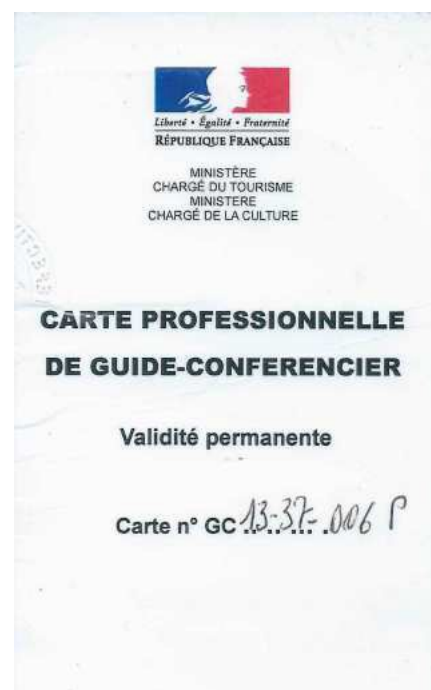 Liberté • Égalité • Fraternité
RÉPUBLIQUE FRANÇAISE
MINISTÈRE
CHARGÉ DU TOURISME
MINISTERE
CHARGÉ DE LA CULTURE
CARTE PROFESSIONNELLE
DE GUIDE-CONFERENCIER
Validité permanente
Carte n° GC 13-37-006 P